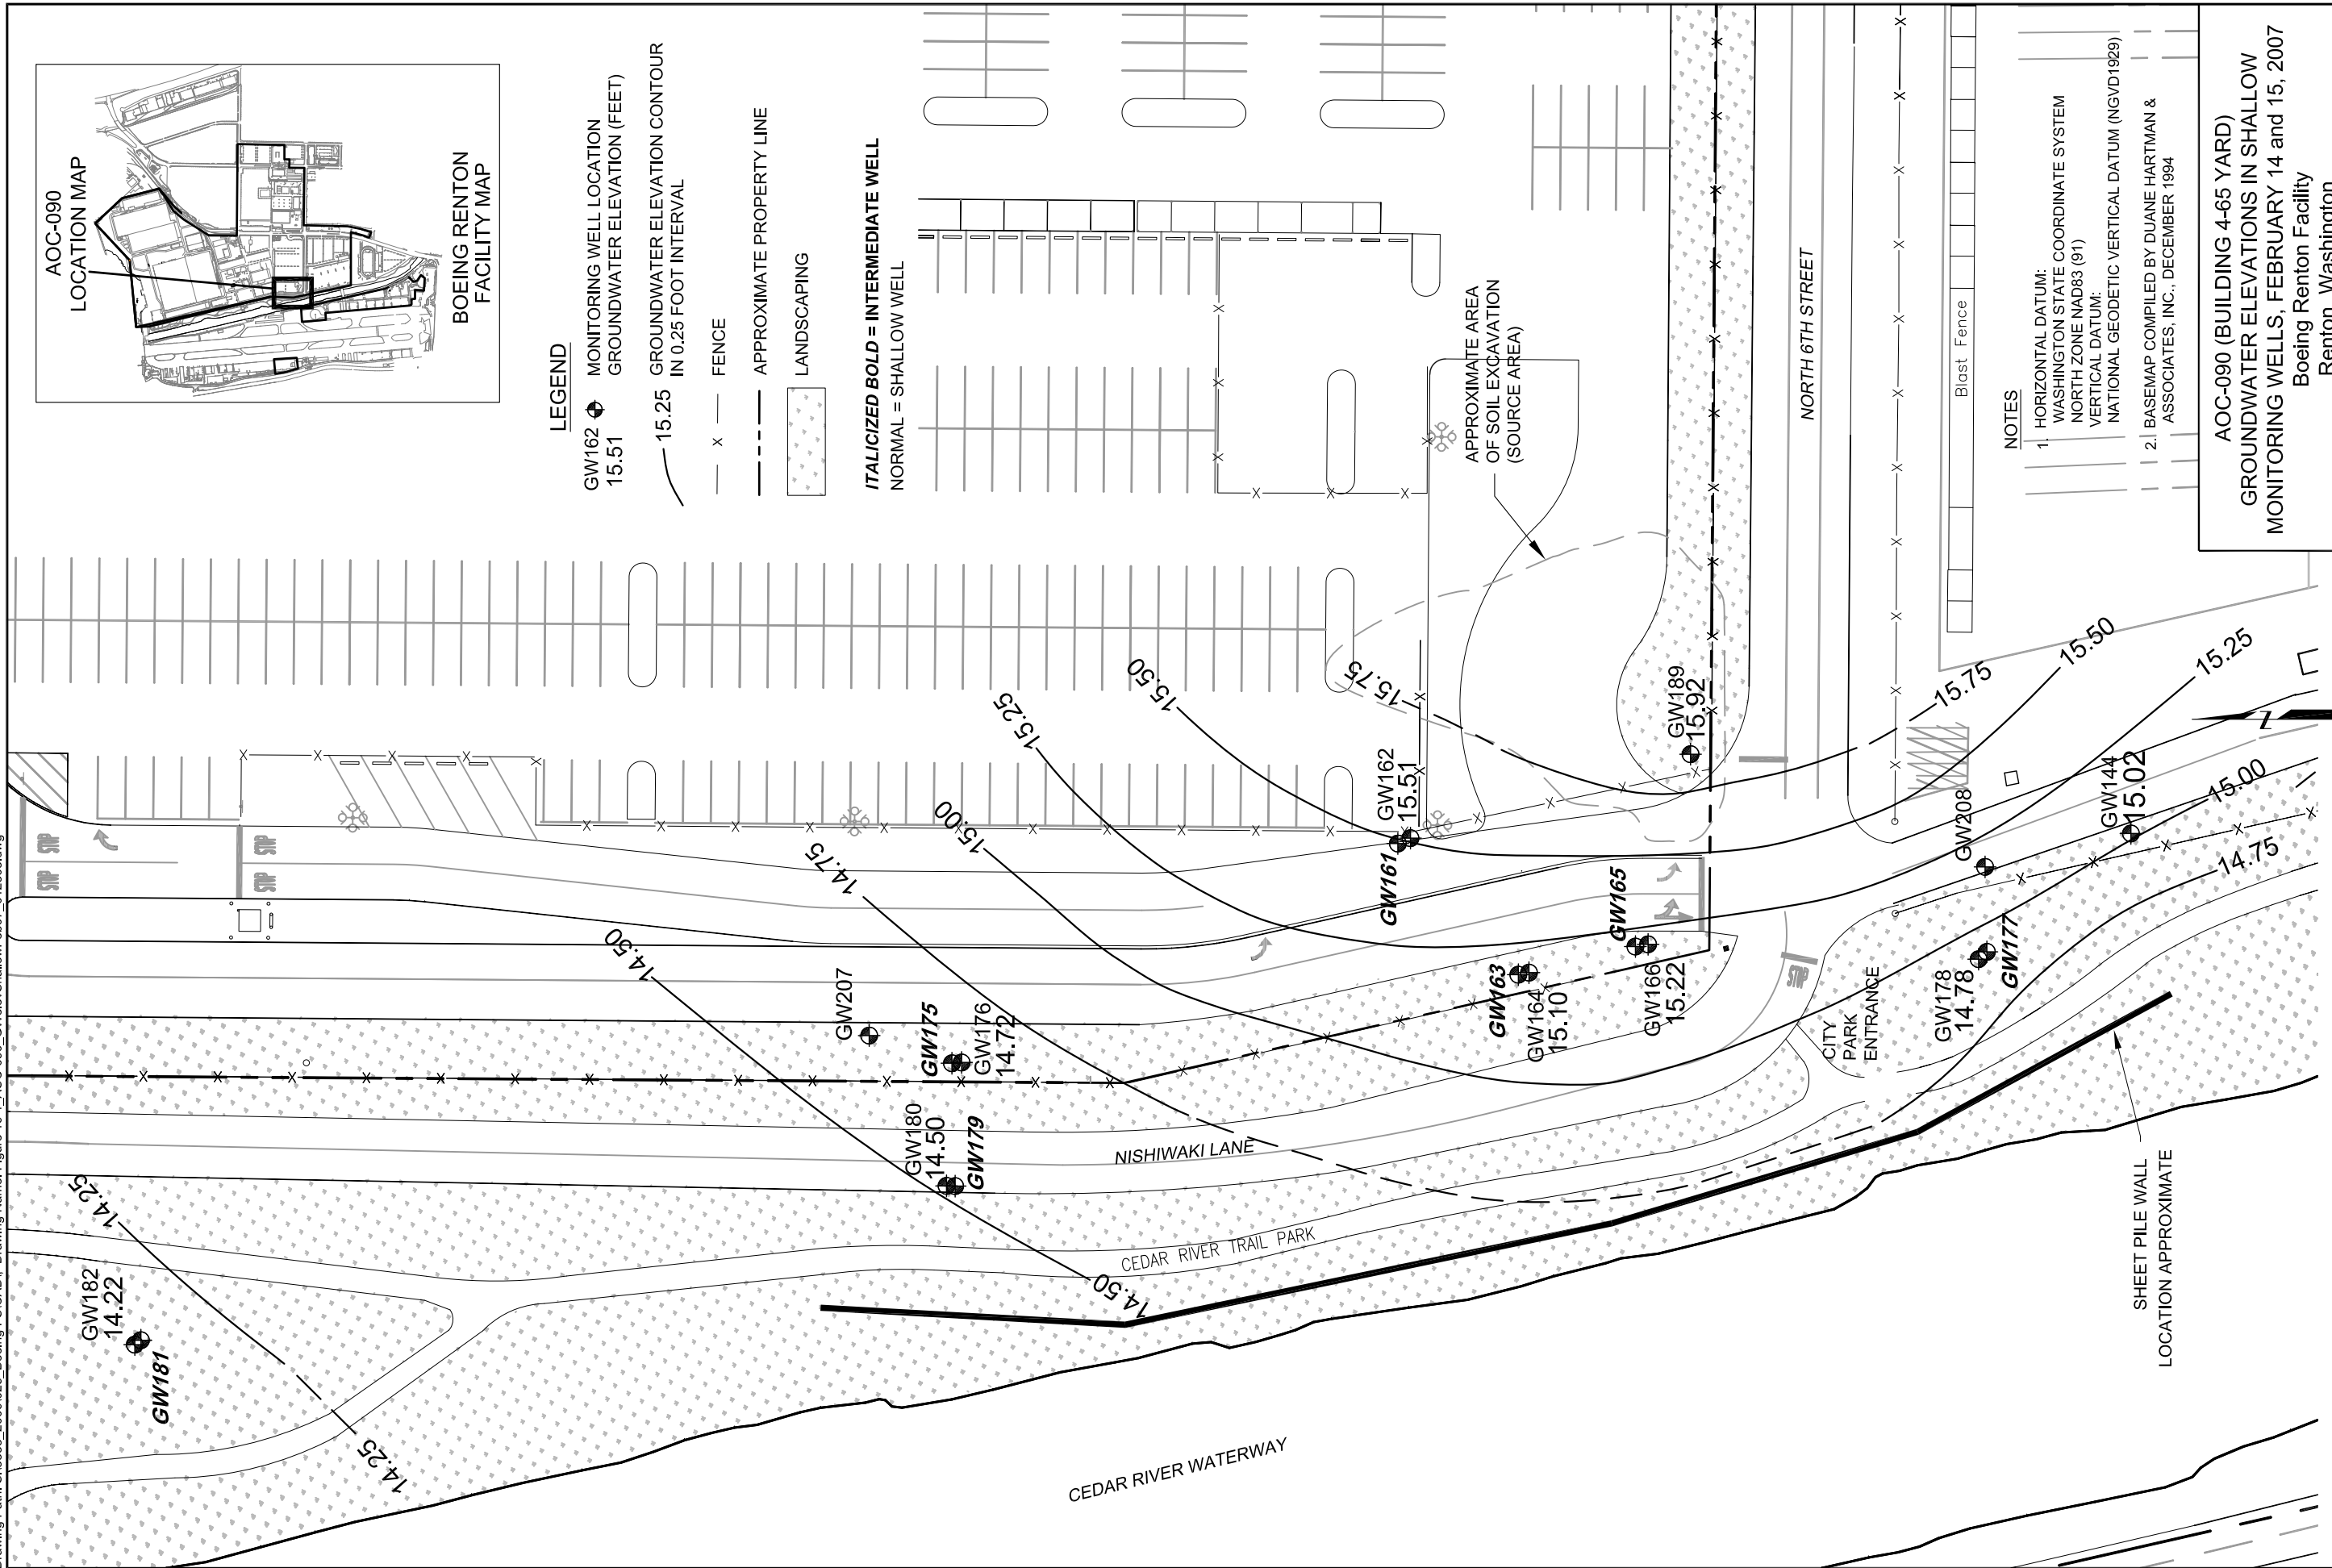 AOC-090
LOCATION MAP
BOEING RENTON
FACILITY MAP
LEGEND
GW162
15.51
MONITORING WELL LOCATION
GROUNDWATER ELEVATION (FEET)
15.25
GROUNDWATER ELEVATION CONTOUR
IN 0.25 FOOT INTERVAL
X
FENCE
APPROXIMATE PROPERTY LINE
LANDSCAPING
ITALICIZED BOLD = INTERMEDIATE WELL
NORMAL = SHALLOW WELL
APPROXIMATE AREA
OF SOIL EXCAVATION
(SOURCE AREA)
NORTH 6TH STREET
Blast Fence
NOTES
1. HORIZONTAL DATUM:
WASHINGTON STATE COORDINATE SYSTEM
NORTH ZONE NAD83 (91)
VERTICAL DATUM:
NATIONAL GEODETIC VERTICAL DATUM (NGVD1929)
2. BASEMAP COMPILED BY DUANE HARTMAN &
ASSOCIATES, INC., DECEMBER 1994
AOC-090 (BUILDING 4-65 YARD)
GROUNDWATER ELEVATIONS IN SHALLOW
MONITORING WELLS, FEBRUARY 14 and 15, 2007
Boeing Renton Facility
Renton, Washington
STOP
STOP
STOP
STOP
14.25
14.50
14.75
15.00
15.25
15.50
15.75
GW189
15.92
GW162
15.51
GW161
GW165
GW166
15.22
GW163
GW164
15.10
GW207
GW175
GW176
14.72
GW180
14.50
GW179
GW182
14.22
GW181
14.25
14.50
NISHIWAKI LANE
CEDAR RIVER TRAIL PARK
CEDAR RIVER WATERWAY
CITY
PARK
ENTRANCE
STOP
GW208
GW144
15.02
GW178
14.78
GW177
15.75
15.50
15.25
15.00
14.75
Z
SHEET PILE WALL
LOCATION APPROXIMATE